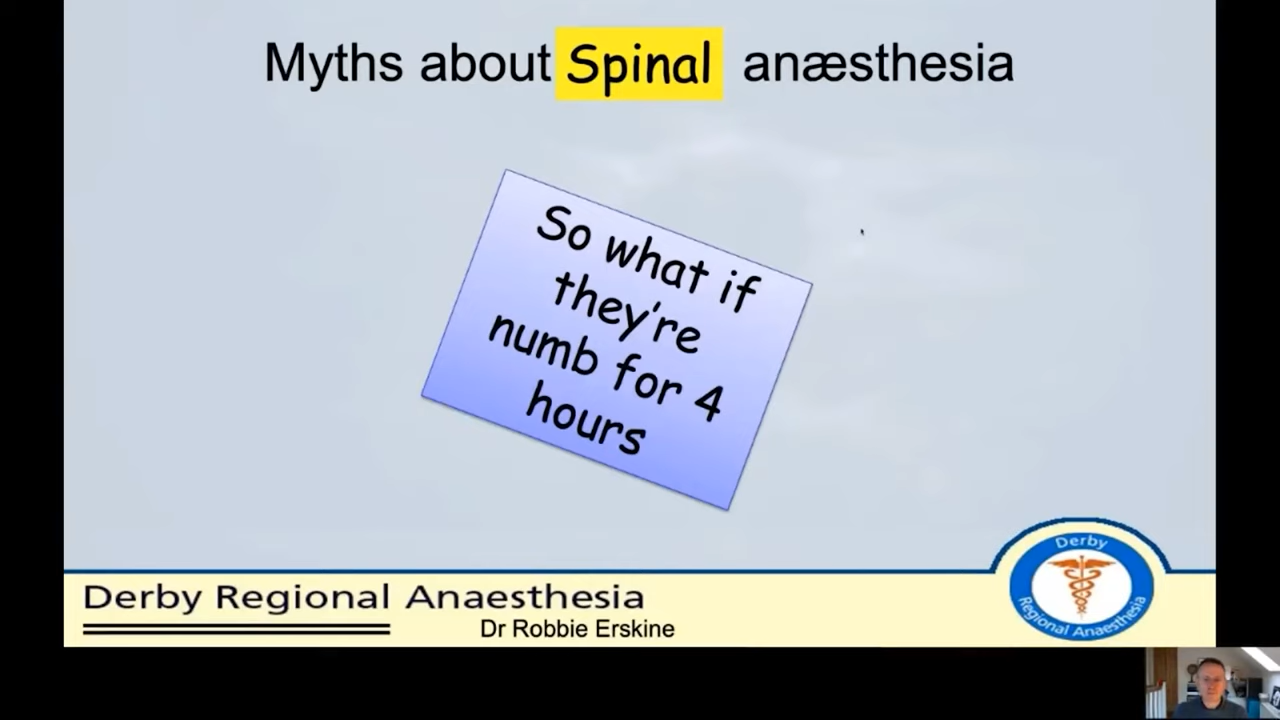 Myths about Spinal anæsthesia
So what if
they're
numb for 4
hours
Derby Regional Anaesthesia
Dr Robbie Erskine
Derby
Regional Anaesthesia